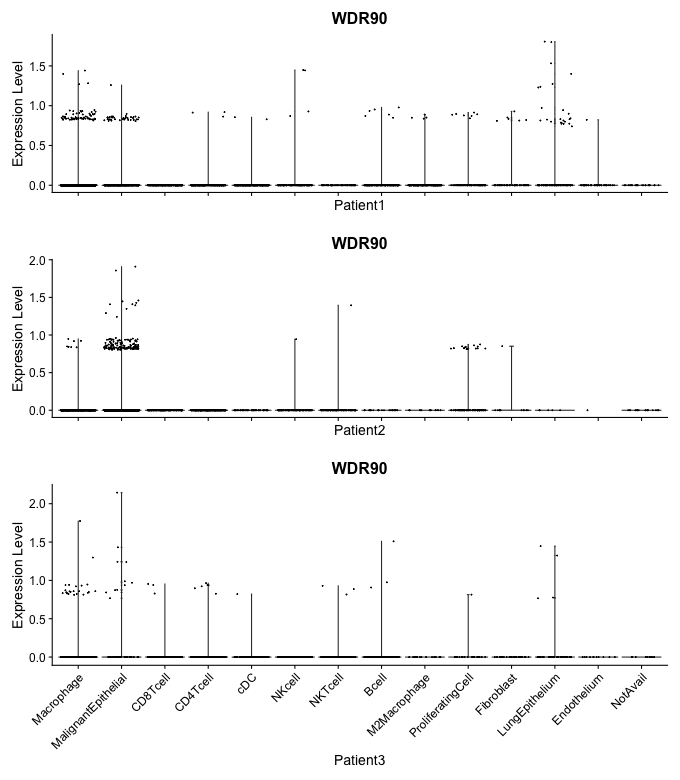 WDR90
Expression Level
1.5
1.0
0.5
0.0
Patient1
WDR90
Expression Level
2.0
1.5
1.0
0.5
0.0
Patient2
WDR90
Expression Level
2.0
1.5
1.0
0.5
0.0
Macrophage
MalignantEpithelial
CD8Tcell
CD4Tcell
cDC
NKcell
NKTcell
Bcell
M2Macrophage
ProliferatingCell
Fibroblast
LungEpithelium
Endothelium
NotAvail
Patient3